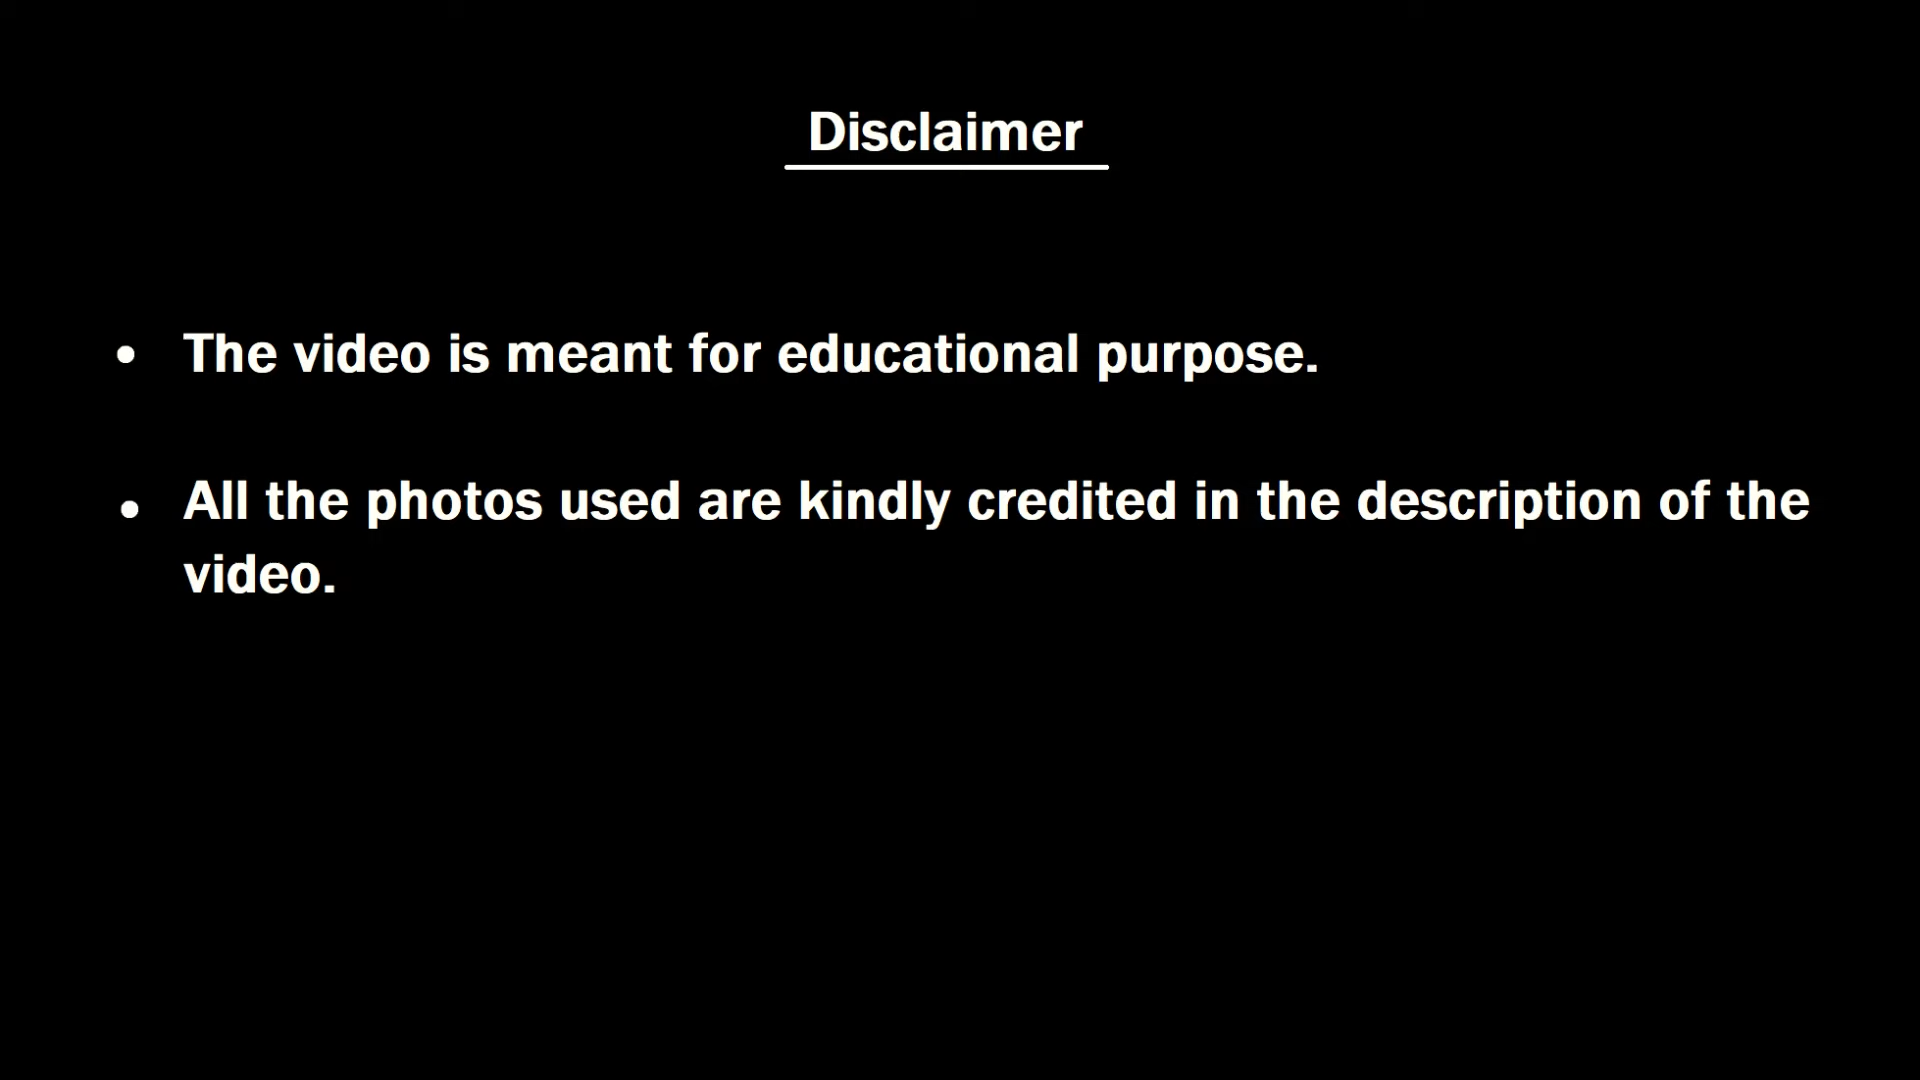 Disclaimer
• The video is meant for educational purpose.
• All the photos used are kindly credited in the description of the
video.